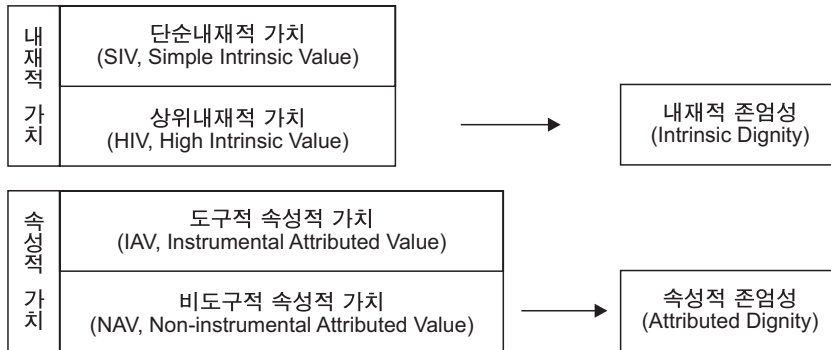 내재적 가치
단순내재적 가치
(SIV, Simple Intrinsic Value)
상위내재적 가치
(HIV, High Intrinsic Value)
내재적 존엄성
(Intrinsic Dignity)
속성적 가치
도구적 속성적 가치
(IAV, Instrumental Attributed Value)
비도구적 속성적 가치
(NAV, Non-instrumental Attributed Value)
속성적 존엄성
(Attributed Dignity)